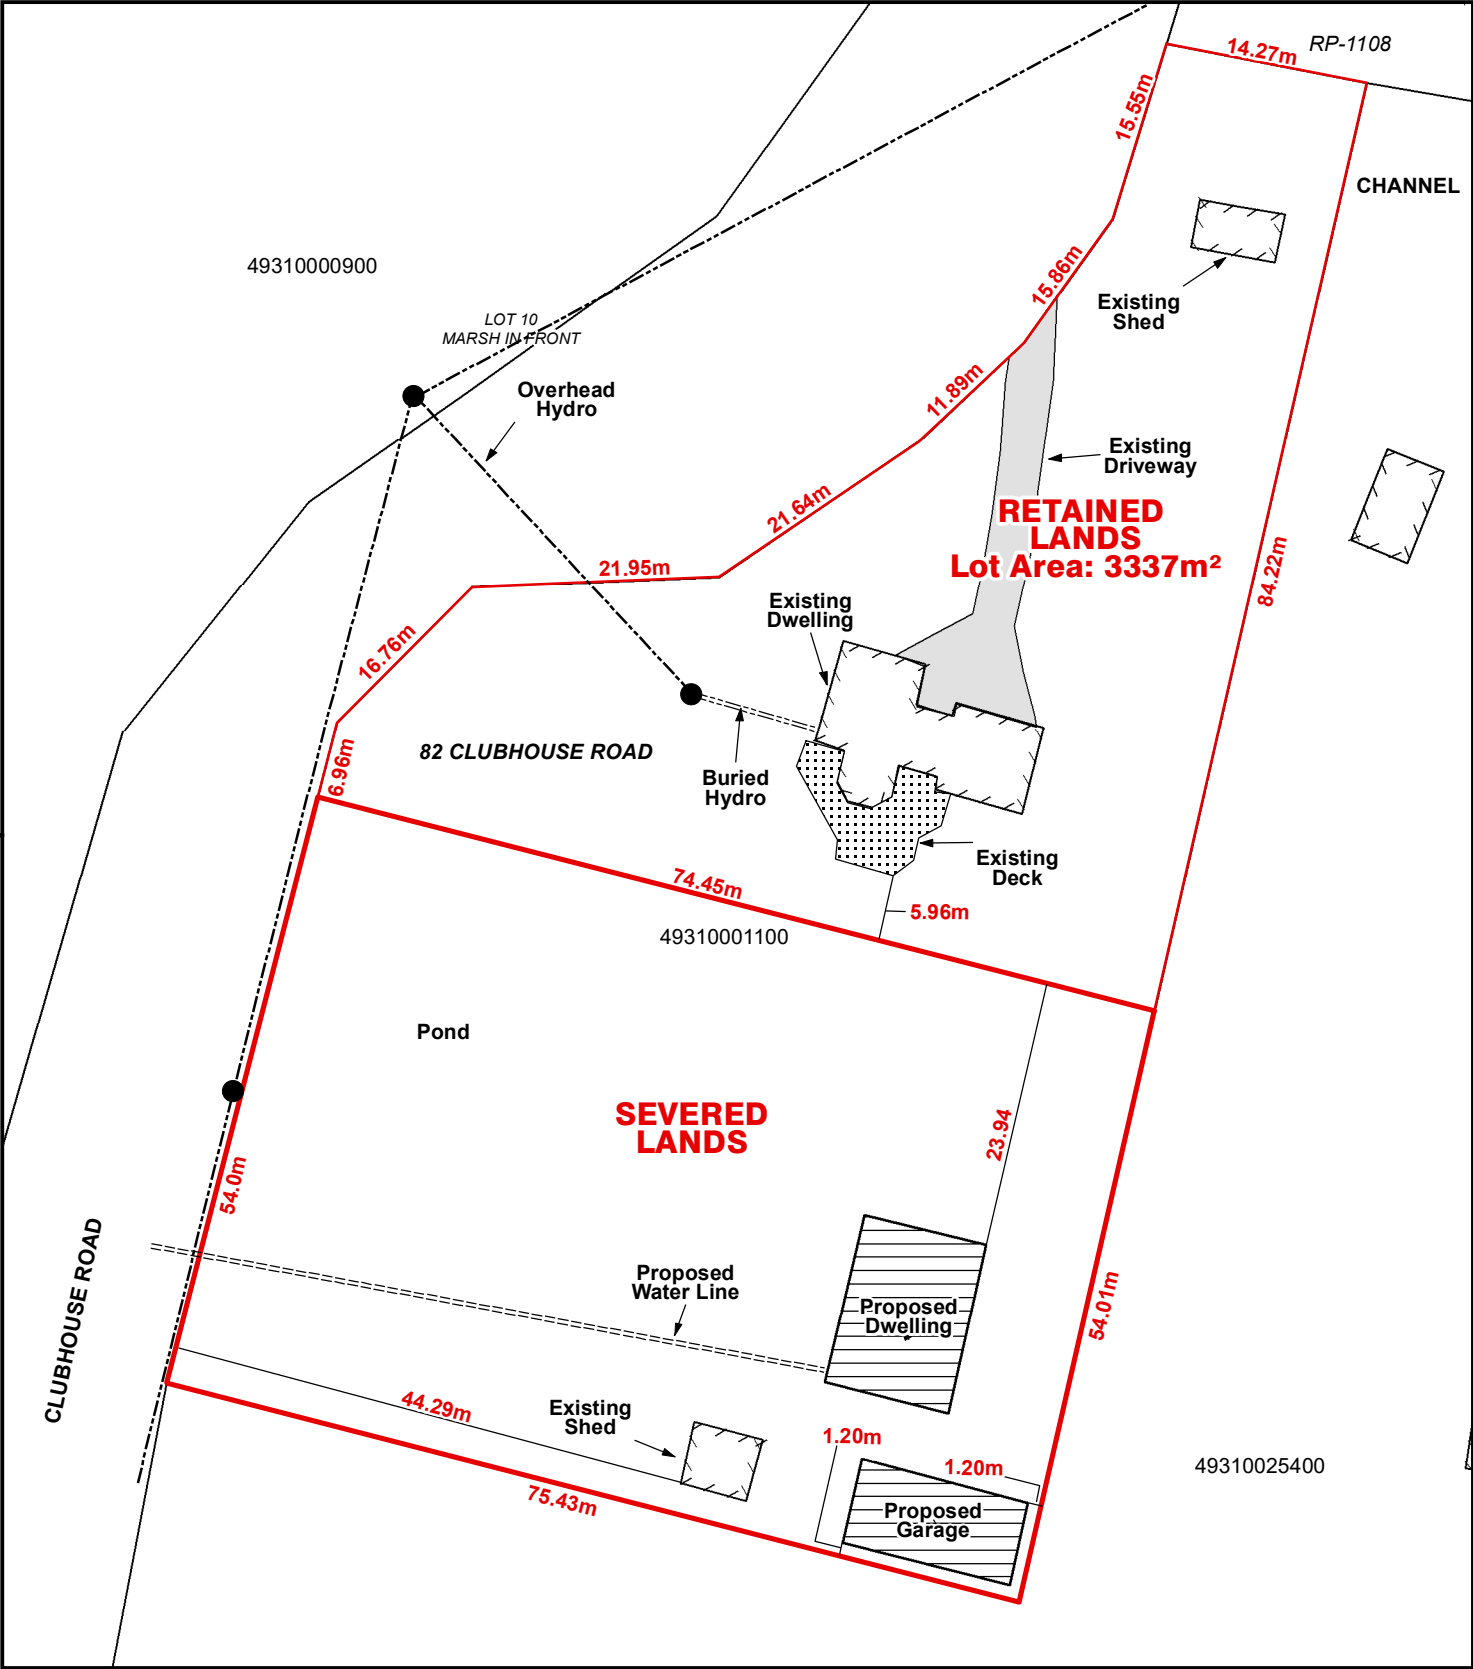 14.27m
RP-1108
15.55m
CHANNEL
49310000900
15.86m
Existing
Shed
LOT 10
MARSH IN FRONT
Overhead
Hydro
11.89m
Existing
Driveway
21.64m
RETAINED
LANDS
Lot Area: 3337m²
84.22m
21.95m
Existing
Dwelling
16.76m
82 CLUBHOUSE ROAD
6.96m
Buried
Hydro
Existing
Deck
74.45m
5.96m
49310001100
Pond
SEVERED
LANDS
23.94
54.0m
CLUBHOUSE ROAD
Proposed
Water Line
Proposed
Dwelling
54.01m
44.29m
Existing
Shed
1.20m
1.20m
49310025400
75.43m
Proposed
Garage